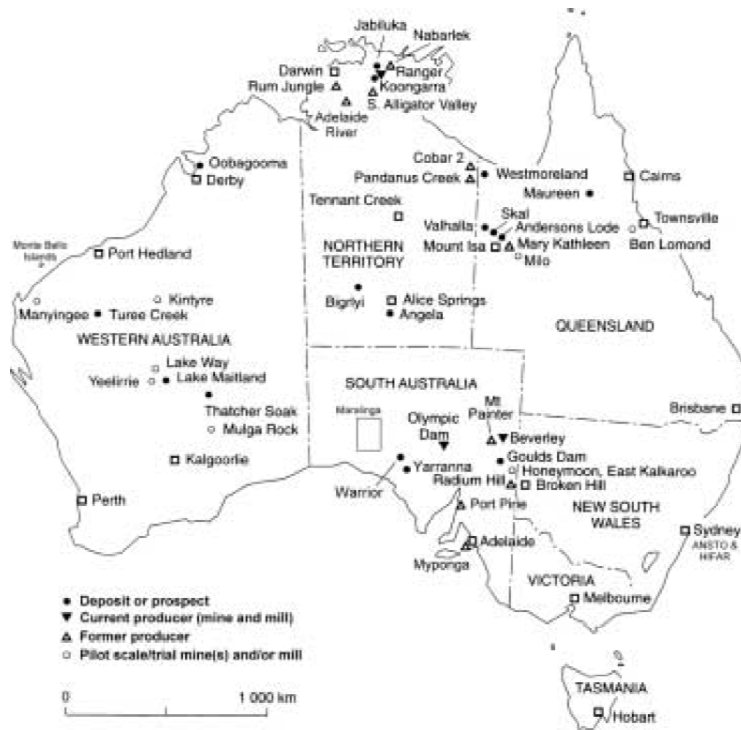 Jabiluka
Nabarlek
Darwin
Ranger
Rum Jungle
Koongarra
S. Alligator Valley
Adelaide
River
Cobar 2
Oobagooma
Pandanus Creek
Westmoreland
Derby
Maureen
Cairns
Tennant Creek
Skal
Townsville
Valhalla
Andersons Lode
Monte Bello
Islands
Port Hedland
NORTHERN
TERRITORY
Mount Isa
Mary Kathleen
Ben Lomond
Milo
Kintyre
Bigrlyi
Alice Springs
Manyingee
Turee Creek
Angela
QUEENSLAND
WESTERN AUSTRALIA
Lake Way
Yeelirrie
Lake Maitland
SOUTH AUSTRALIA
Thatcher Soak
Maralinga
Mt
Painter
Brisbane
Olympic
Dam
Mulga Rock
Beverley
Goulds Dam
Kalgoorlie
Yarranna
Honeymoon, East Kalkaroo
Warrior
Radium Hill
Broken Hill
Perth
Port Pirie
NEW SOUTH
WALES
Sydney
ANSTO &
HIFAR
Adelaide
Myponga
VICTORIA
Melbourne
Deposit or prospect
Current producer (mine and mill)
Former producer
Pilot scale/trial mine(s) and/or mill
0 1 000 km
TASMANIA
Hobart